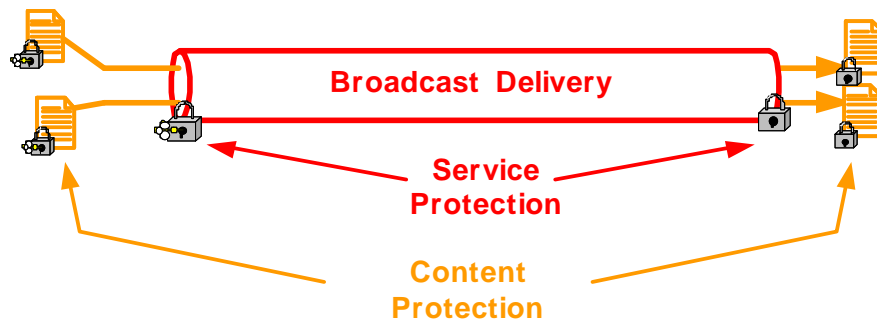 Broadcast Delivery
Service
Protection
Content
Protection